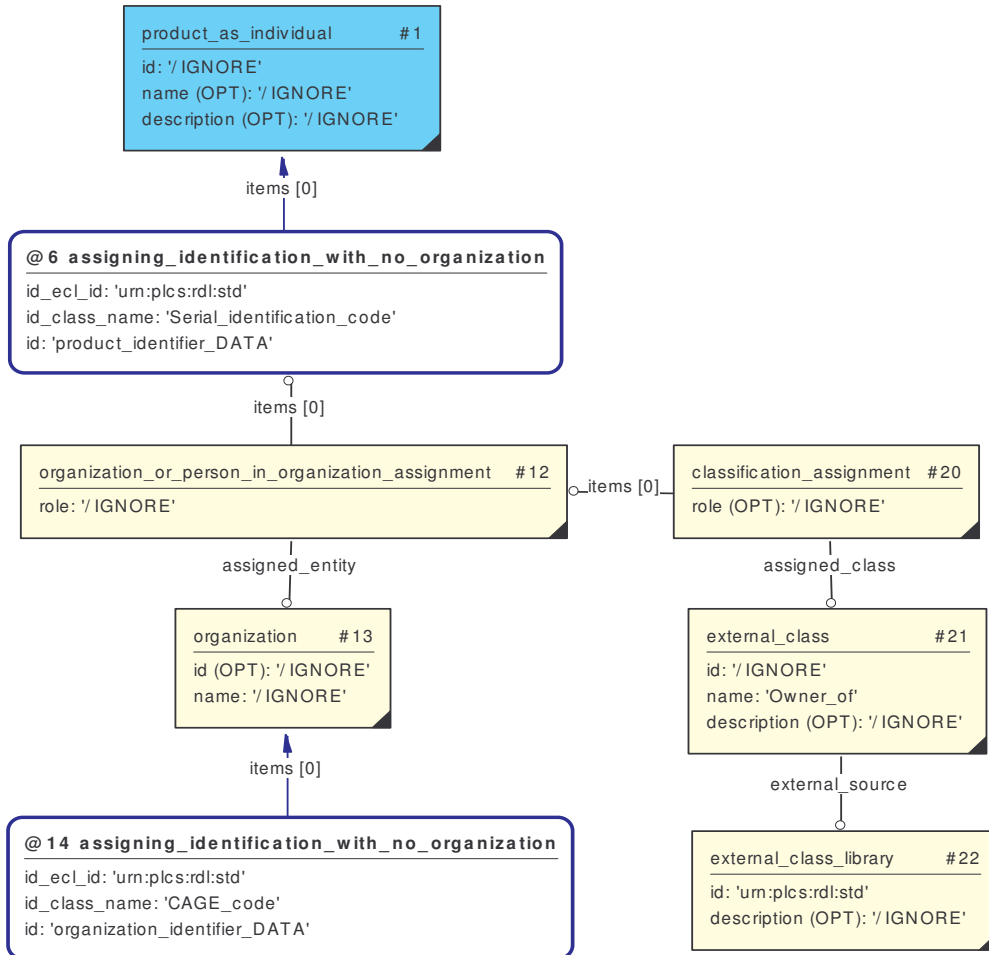 product_as_individual #1
id: '/IGNORE'
name (OPT): '/IGNORE'
description (OPT): '/IGNORE'
items [0]
@6 assigning_identification_with_no_organization
id_ecl_id: 'urn:plcs:rdl:std'
id_class_name: 'Serial_identification_code'
id: 'product_identifier_DATA'
items [0]
organization_or_person_in_organization_assignment #12
role: '/IGNORE'
items [0]
classification_assignment #20
role (OPT): '/IGNORE'
assigned_entity
assigned_class
organization #13
id (OPT): '/IGNORE'
name: '/IGNORE'
external_class #21
id: '/IGNORE'
name: 'Owner_of'
description (OPT): '/IGNORE'
items [0]
external_source
@14 assigning_identification_with_no_organization
id_ecl_id: 'urn:plcs:rdl:std'
id_class_name: 'CAGE_code'
id: 'organization_identifier_DATA'
external_class_library #22
id: 'urn:plcs:rdl:std'
description (OPT): '/IGNORE'